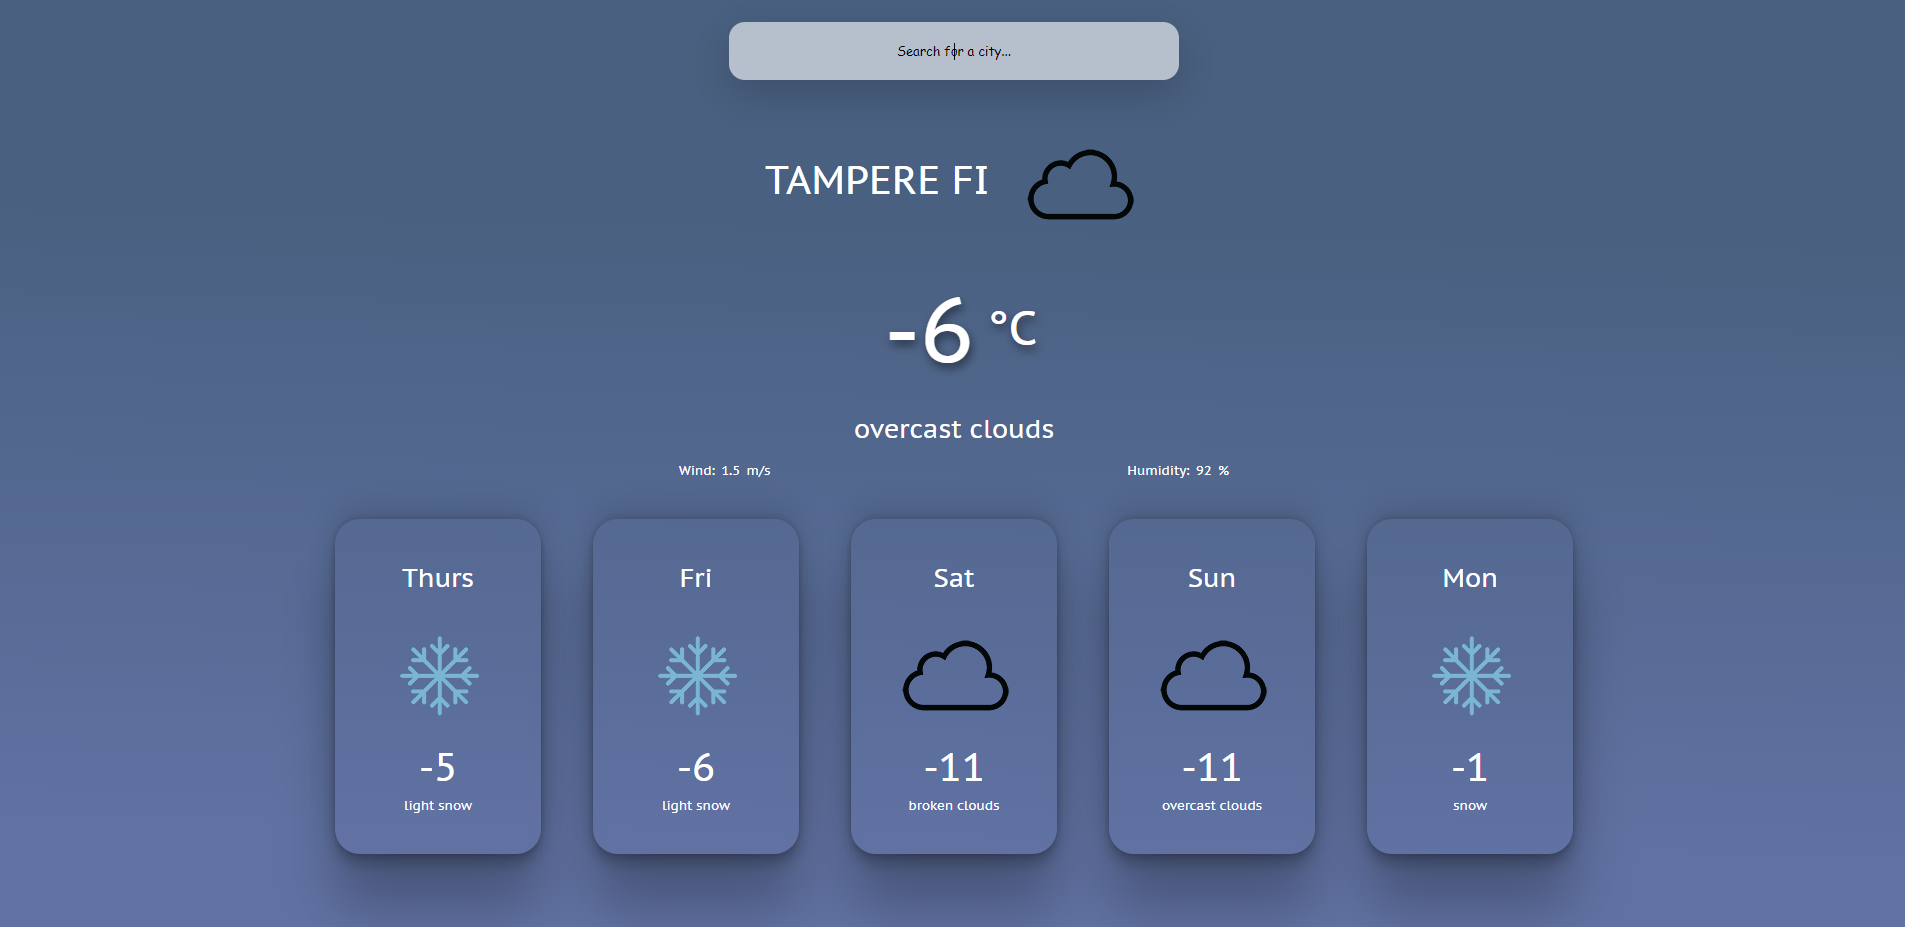 Search for a city...
TAMPERE FI
-6 °C
overcast clouds
Wind: 1.5 m/s Humidity: 92 %
Thurs Fri Sat Sun Mon
-5 -6 -11 -11 -1
light snow light snow broken clouds overcast clouds snow